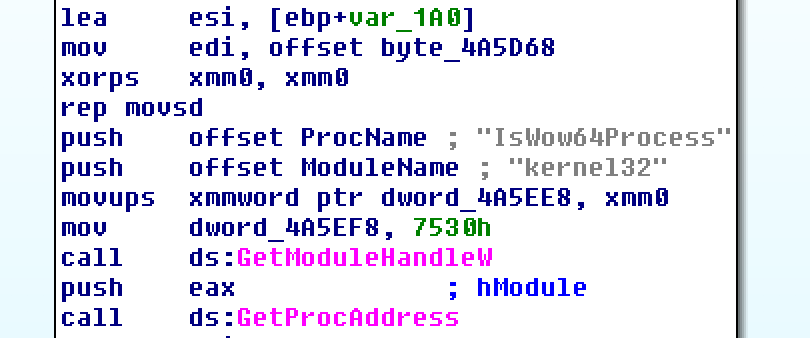 lea     esi, [ebp+var_1A0]
mov     edi, offset byte_4A5D68
xorps   xmm0, xmm0
rep movsd
push    offset ProcName ; "IsWow64Process"
push    offset ModuleName ; "kernel32"
movups  xmmword ptr dword_4A5EE8, xmm0
mov     dword_4A5EF8, 7530h
call    ds:GetModuleHandleW
push    eax             ; hModule
call    ds:GetProcAddress